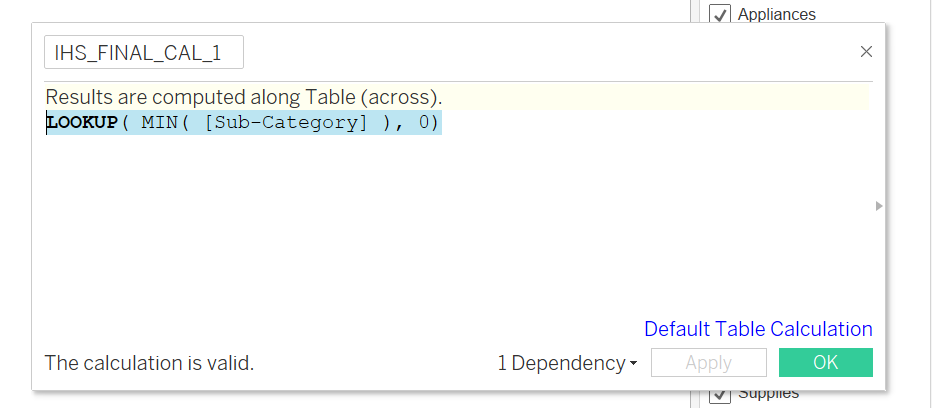 Appliances
IHS_FINAL_CAL_1
Results are computed along Table (across).
LOOKUP( MIN( [Sub-Category] ), 0)
Default Table Calculation
The calculation is valid.
1 Dependency
Apply
OK
Supplies